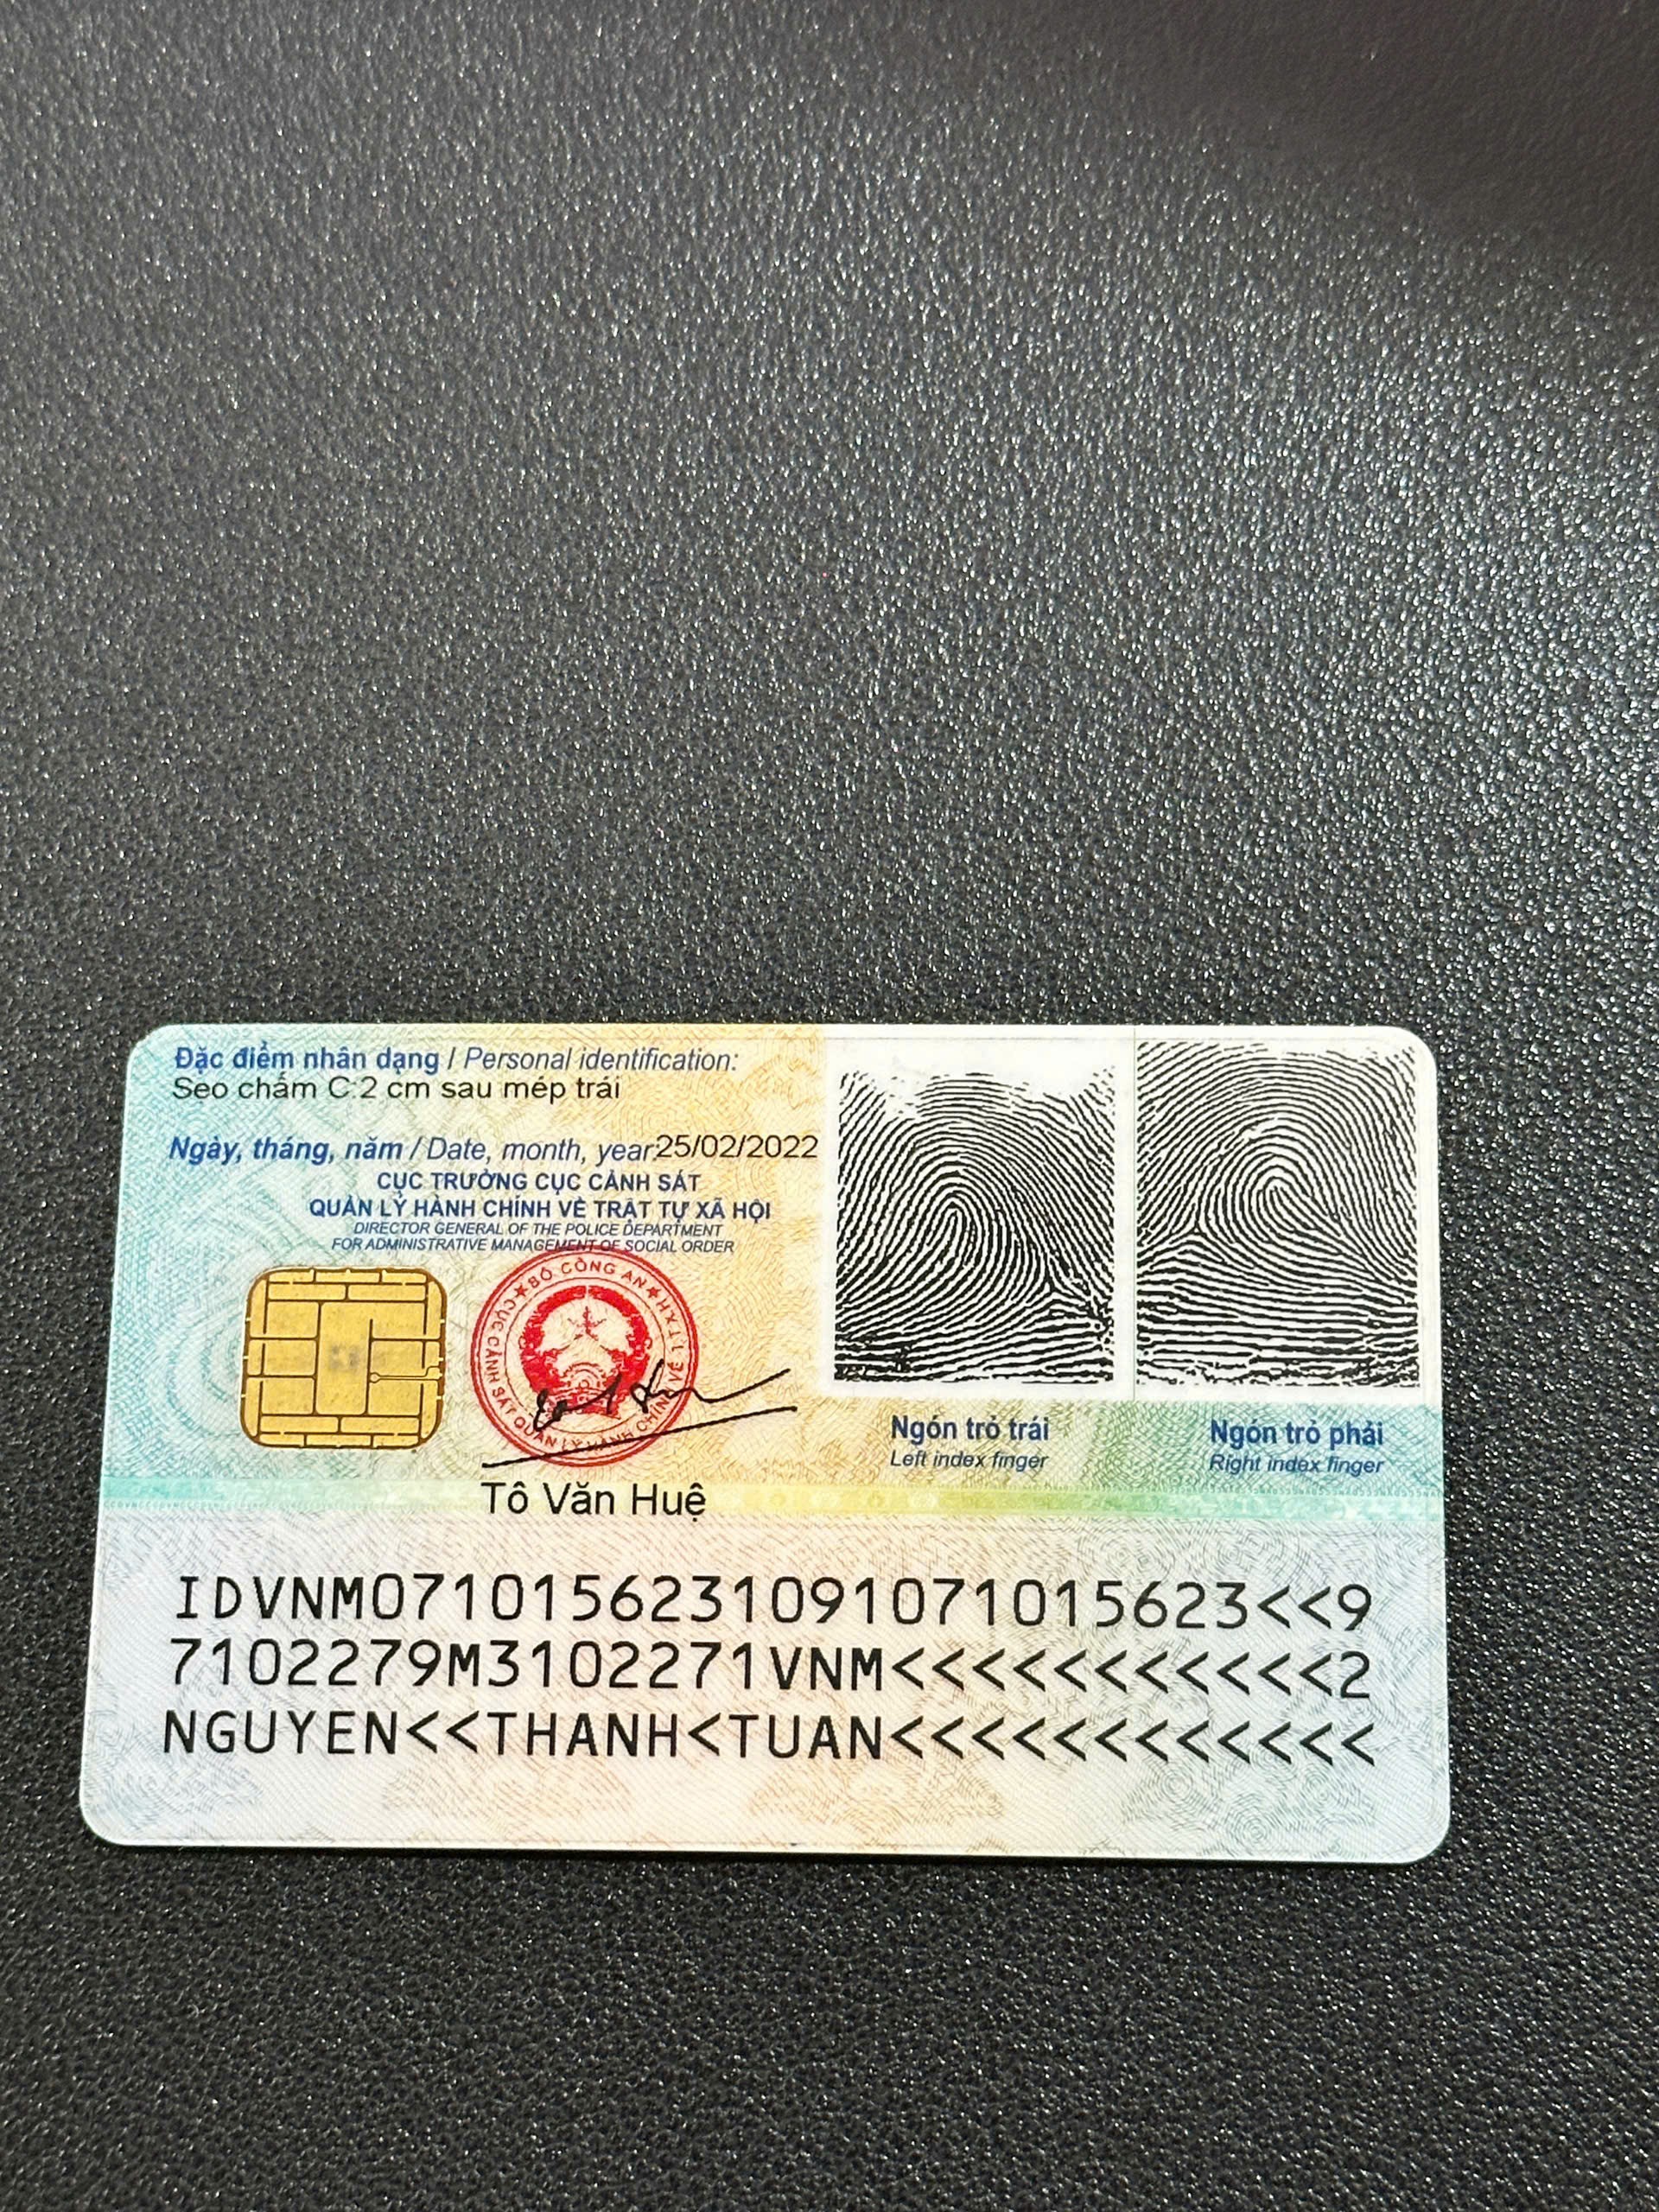 Đặc điểm nhân dạng / Personal identification:
Sẹo chấm C:2 cm sau mép trái
Ngày, tháng, năm / Date, month, year:25/02/2022
CỤC TRƯỞNG CỤC CẢNH SÁT
QUẢN LÝ HÀNH CHÍNH VỀ TRẬT TỰ XÃ HỘI
DIRECTOR GENERAL OF THE POLICE DEPARTMENT
FOR ADMINISTRATIVE MANAGEMENT OF SOCIAL ORDER
BỘ CÔNG AN
CỤC CẢNH SÁT QUẢN LÝ HÀNH CHÍNH VỀ TTXH
Tô Văn Huệ
Ngón trỏ trái
Left index finger
Ngón trỏ phải
Right index finger
IDVNM0710156231091071015623<<9
7102279M3102271VNM<<<<<<<<<<<2
NGUYEN<<THANH<TUAN<<<<<<<<<<<<